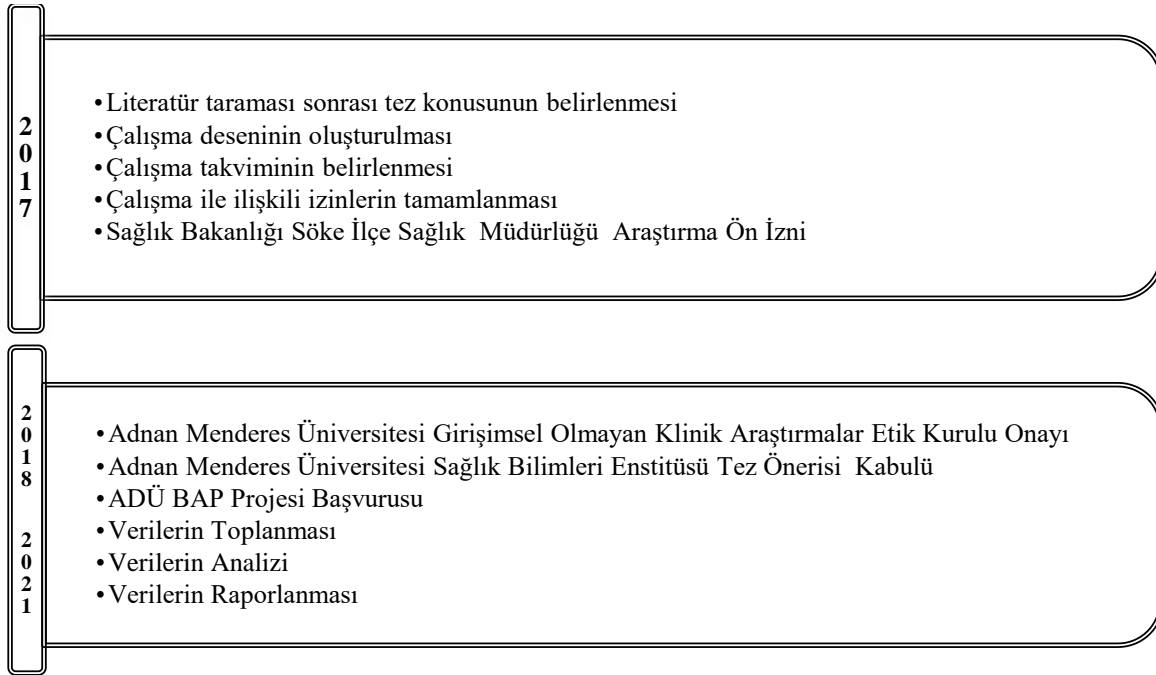 2017
•Literatür taraması sonrası tez konusunun belirlenmesi
•Çalışma deseninin oluşturulması
•Çalışma takviminin belirlenmesi
•Çalışma ile ilişkili izinlerin tamamlanması
•Sağlık Bakanlığı Söke İlçe Sağlık Müdürlüğü Araştırma Ön İzni
2018 2021
•Adnan Menderes Üniversitesi Girişimsel Olmayan Klinik Araştırmalar Etik Kurulu Onayı
•Adnan Menderes Üniversitesi Sağlık Bilimleri Enstitüsü Tez Önerisi Kabulü
•ADÜ BAP Projesi Başvurusu
•Verilerin Toplanması
•Verilerin Analizi
•Verilerin Raporlanması